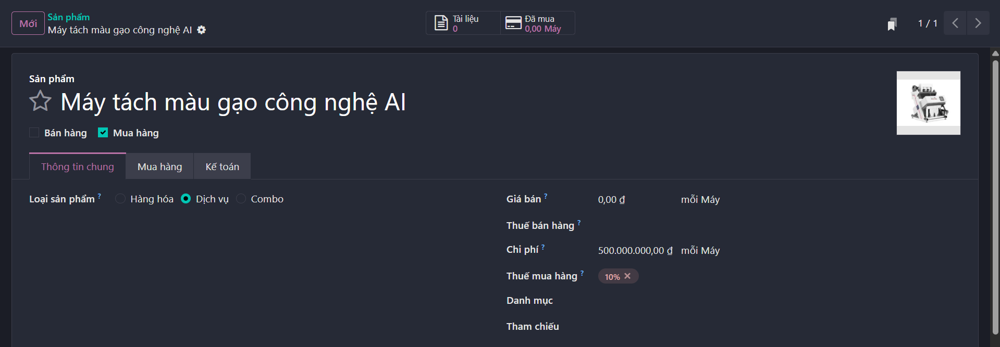 Mới
Sản phẩm
Máy tách màu gạo công nghệ AI
Tài liệu
0
Đã mua
0,00 Máy
1 / 1
Sản phẩm
Máy tách màu gạo công nghệ AI
Bán hàng
Mua hàng
Thông tin chung
Mua hàng
Kế toán
Loại sản phẩm ?
Hàng hóa
Dịch vụ
Combo
Giá bán ? 0,00 ₫ mỗi Máy
Thuế bán hàng ?
Chi phí ? 500.000.000,00 ₫ mỗi Máy
Thuế mua hàng ? 10%
Danh mục
Tham chiếu